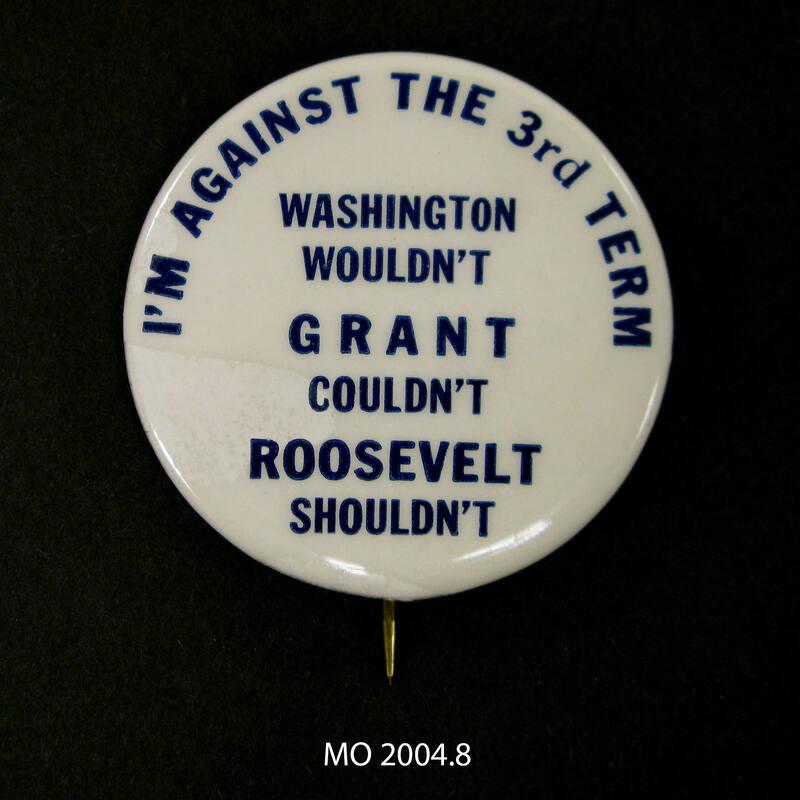 I'M AGAINST THE 3rd TERM
WASHINGTON
WOULDN'T
GRANT
COULDN'T
ROOSEVELT
SHOULDN'T
MO 2004.8